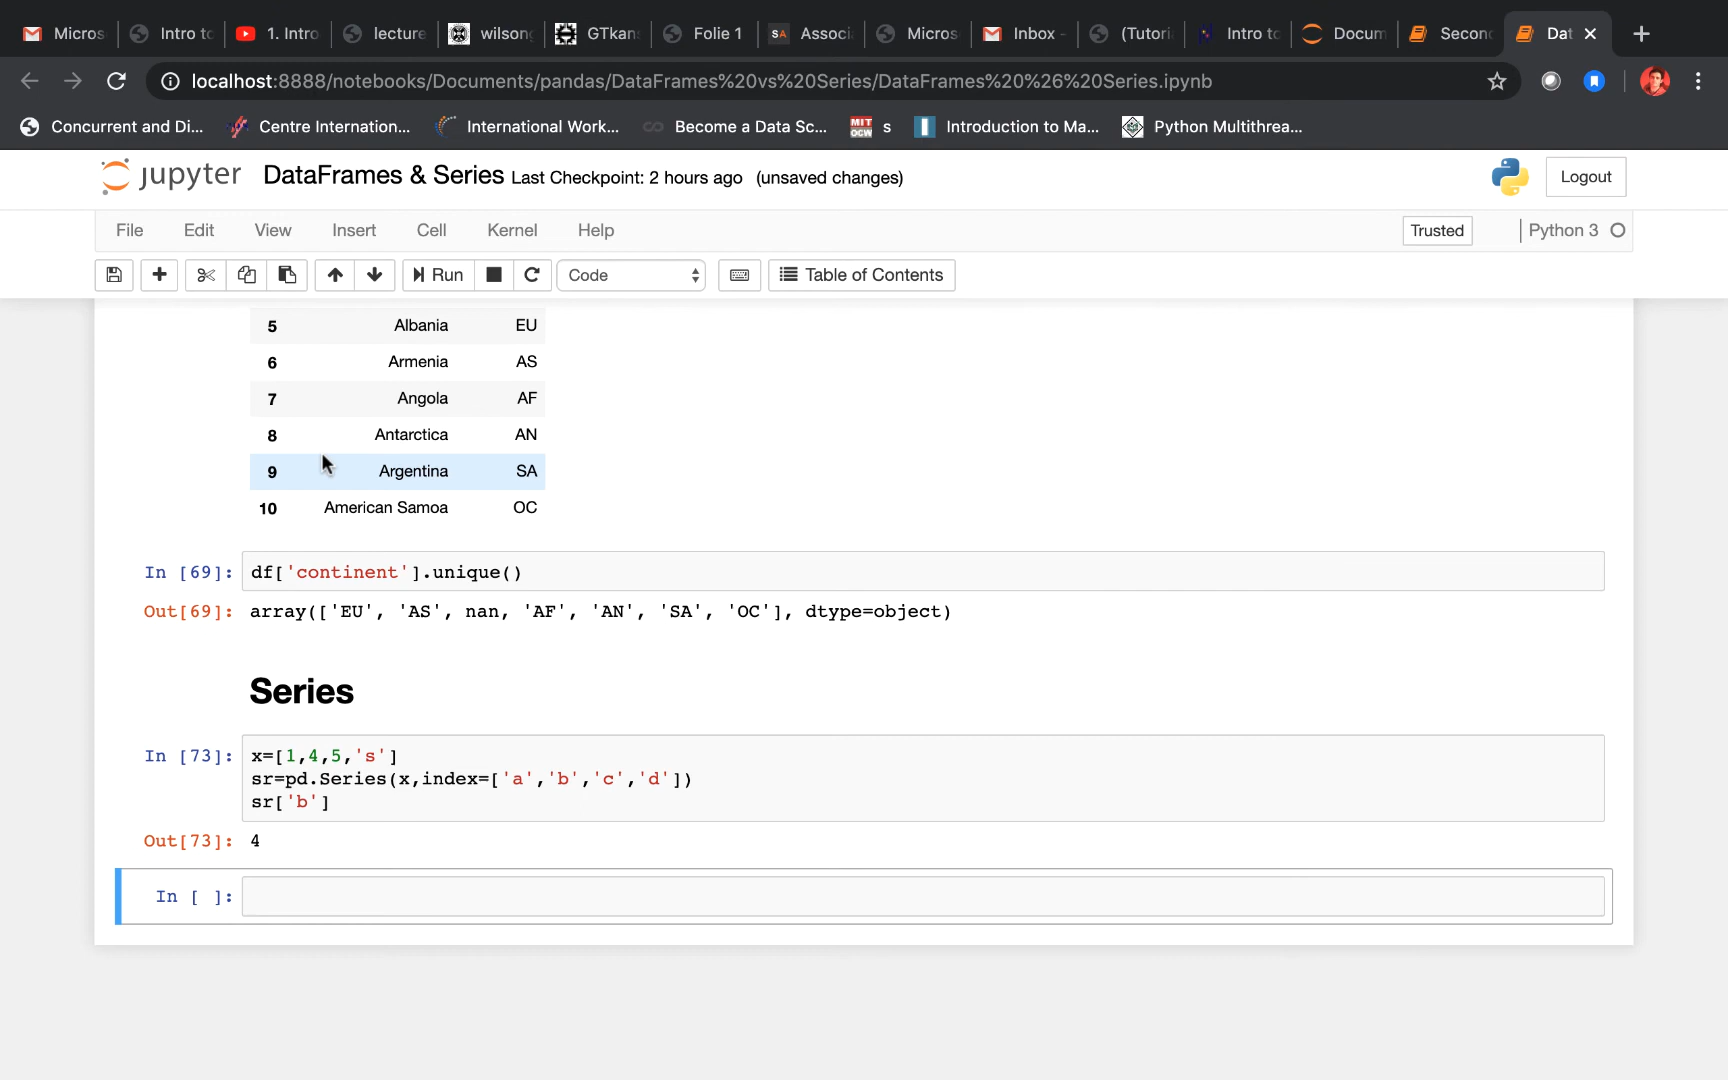 Micros
Intro to
1. Intro
lecture
wilson
GTkan
Folie 1
SA
Associ
Micros
Inbox -
(Tutori
Intro to
Docum
Secon
Dat
localhost:8888/notebooks/Documents/pandas/DataFrames%20vs%20Series/DataFrames%20%26%20Series.ipynb
Concurrent and Di...
Centre Internation...
International Work...
Become a Data Sc...
MIT OCW
s
Introduction to Ma...
Python Multithrea...
jupyter
DataFrames & Series Last Checkpoint: 2 hours ago (unsaved changes)
Logout
File Edit View Insert Cell Kernel Help
Trusted
Python 3
Run
Code
Table of Contents
5 Albania EU
6 Armenia AS
7 Angola AF
8 Antarctica AN
9 Argentina SA
10 American Samoa OC
In [69]: df['continent'].unique()
Out[69]: array(['EU', 'AS', nan, 'AF', 'AN', 'SA', 'OC'], dtype=object)
Series
In [73]: x=[1,4,5,'s']
sr=pd.Series(x,index=['a','b','c','d'])
sr['b']
Out[73]: 4
In [ ]: